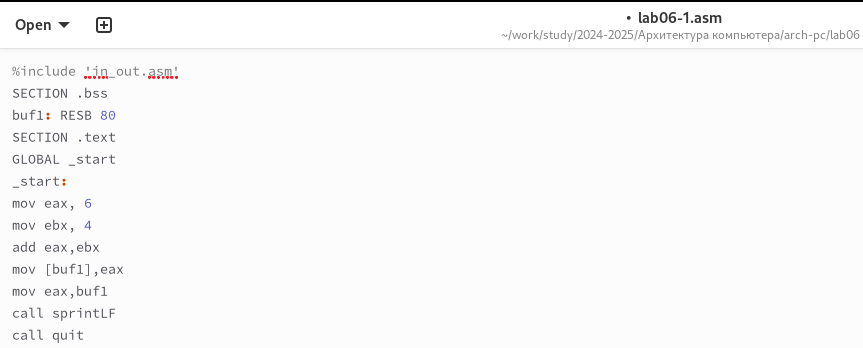 Open
• lab06-1.asm
~/work/study/2024-2025/Архитектура компьютера/arch-pc/lab06
%include 'in_out.asm'
SECTION .bss
buf1: RESB 80
SECTION .text
GLOBAL _start
_start:
mov eax, 6
mov ebx, 4
add eax,ebx
mov [buf1],eax
mov eax,buf1
call sprintLF
call quit